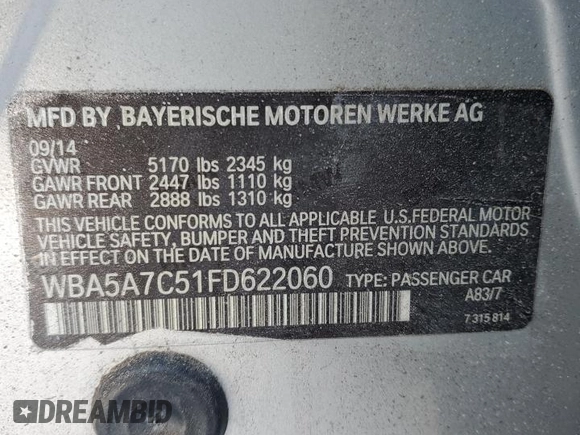 MFD BY BAYERISCHE MOTOREN WERKE AG
09/14
GVWR 5170 lbs 2345 kg
GAWR FRONT 2447 lbs 1110 kg
GAWR REAR 2888 lbs 1310 kg
THIS VEHICLE CONFORMS TO ALL APPLICABLE U.S.FEDERAL MOTOR
VEHICLE SAFETY, BUMPER AND THEFT PREVENTION STANDARDS
IN EFFECT ON THE DATE OF MANUFACTURE SHOWN ABOVE.
WBA5A7C51FD622060 TYPE: PASSENGER CAR
A83/7
7 315 814
DREAMBID